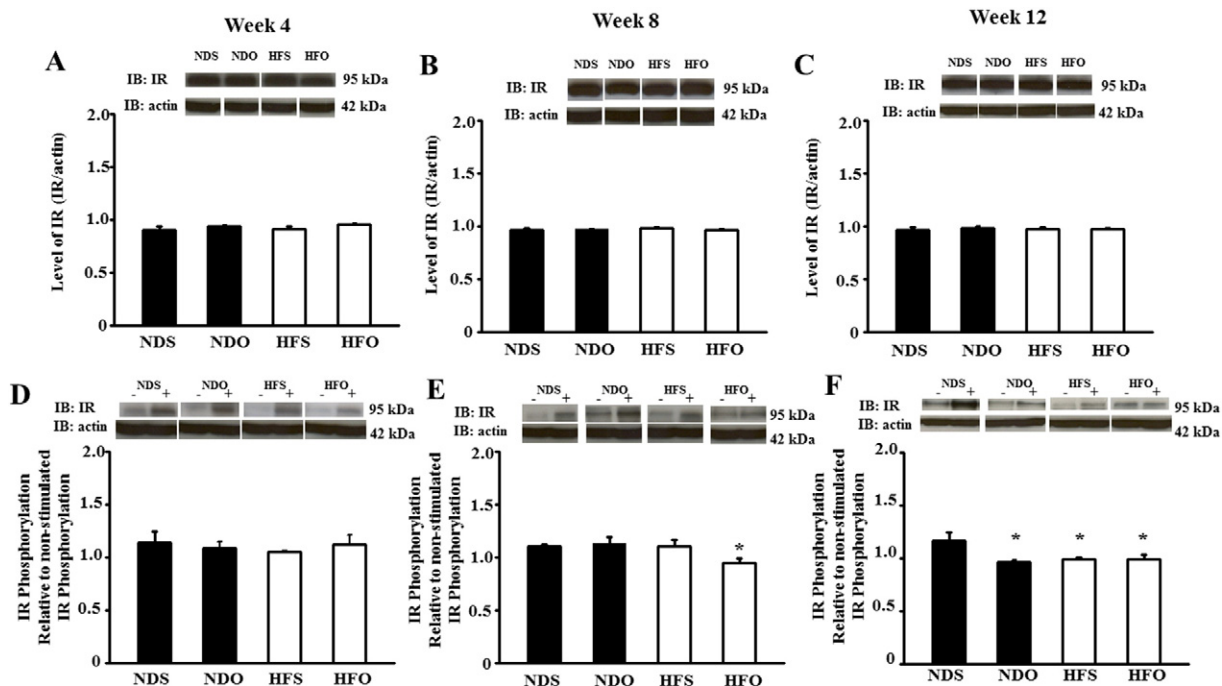 Week 4
Week 8
Week 12
A
NDS NDO HFS HFO
IB: IR 95 kDa
IB: actin 42 kDa
2.0
1.5
1.0
0.5
0
Level of IR (IR/actin)
NDS NDO HFS HFO
B
NDS NDO HFS HFO
IB: IR 95 kDa
IB: actin 42 kDa
2.0
1.5
1.0
0.5
0
Level of IR (IR/actin)
NDS NDO HFS HFO
C
NDS NDO HFS HFO
IB: IR 95 kDa
IB: actin 42 kDa
2.0
1.5
1.0
0.5
0
Level of IR (IR/actin)
NDS NDO HFS HFO
D
NDS NDO HFS HFO
- + - + - + - +
IB: IR 95 kDa
IB: actin 42 kDa
2.0
1.5
1.0
0.5
0
IR Phosphorylation
Relative to non-stimulated
IR Phosphorylation
NDS NDO HFS HFO
E
NDS NDO HFS HFO
- + - + - + - +
IB: IR 95 kDa
IB: actin 42 kDa
2.0
1.5
1.0
0.5
0
IR Phosphorylation
Relative to non-stimulated
IR Phosphorylation
*
NDS NDO HFS HFO
F
NDS NDO HFS HFO
- + - + - + - +
IB: IR 95 kDa
IB: actin 42 kDa
2.0
1.5
1.0
0.5
0
IR Phosphorylation
Relative to non-stimulated
IR Phosphorylation
* * *
NDS NDO HFS HFO